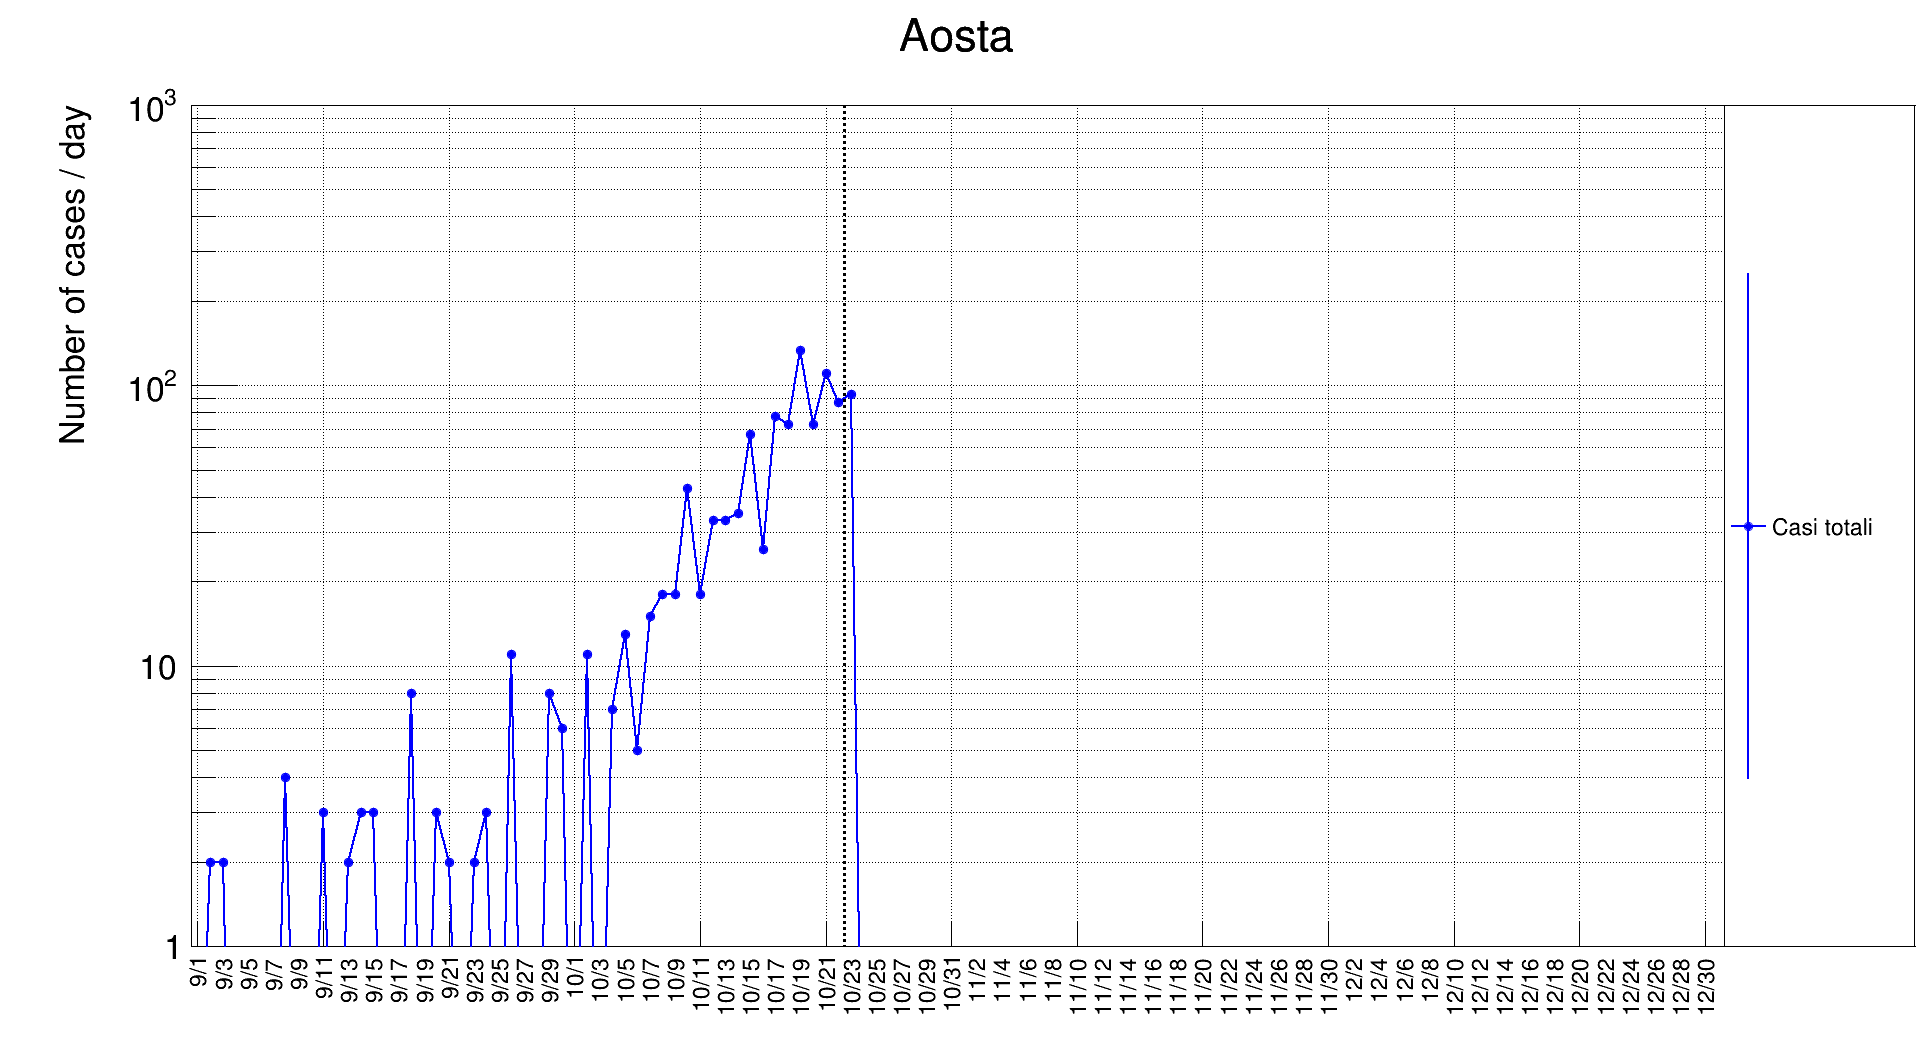 Aosta
Number of cases / day
10³
10²
10
1
9/1 9/3 9/5 9/7 9/9 9/11 9/13 9/15 9/17 9/19 9/21 9/23 9/25 9/27 9/29 10/1 10/3 10/5 10/7 10/9 10/11 10/13 10/15 10/17 10/19 10/21 10/23 10/25 10/27 10/29 10/31 11/2 11/4 11/6 11/8 11/10 11/12 11/14 11/16 11/18 11/20 11/22 11/24 11/26 11/28 11/30 12/2 12/4 12/6 12/8 12/10 12/12 12/14 12/16 12/18 12/20 12/22 12/24 12/26 12/28 12/30
Casi totali